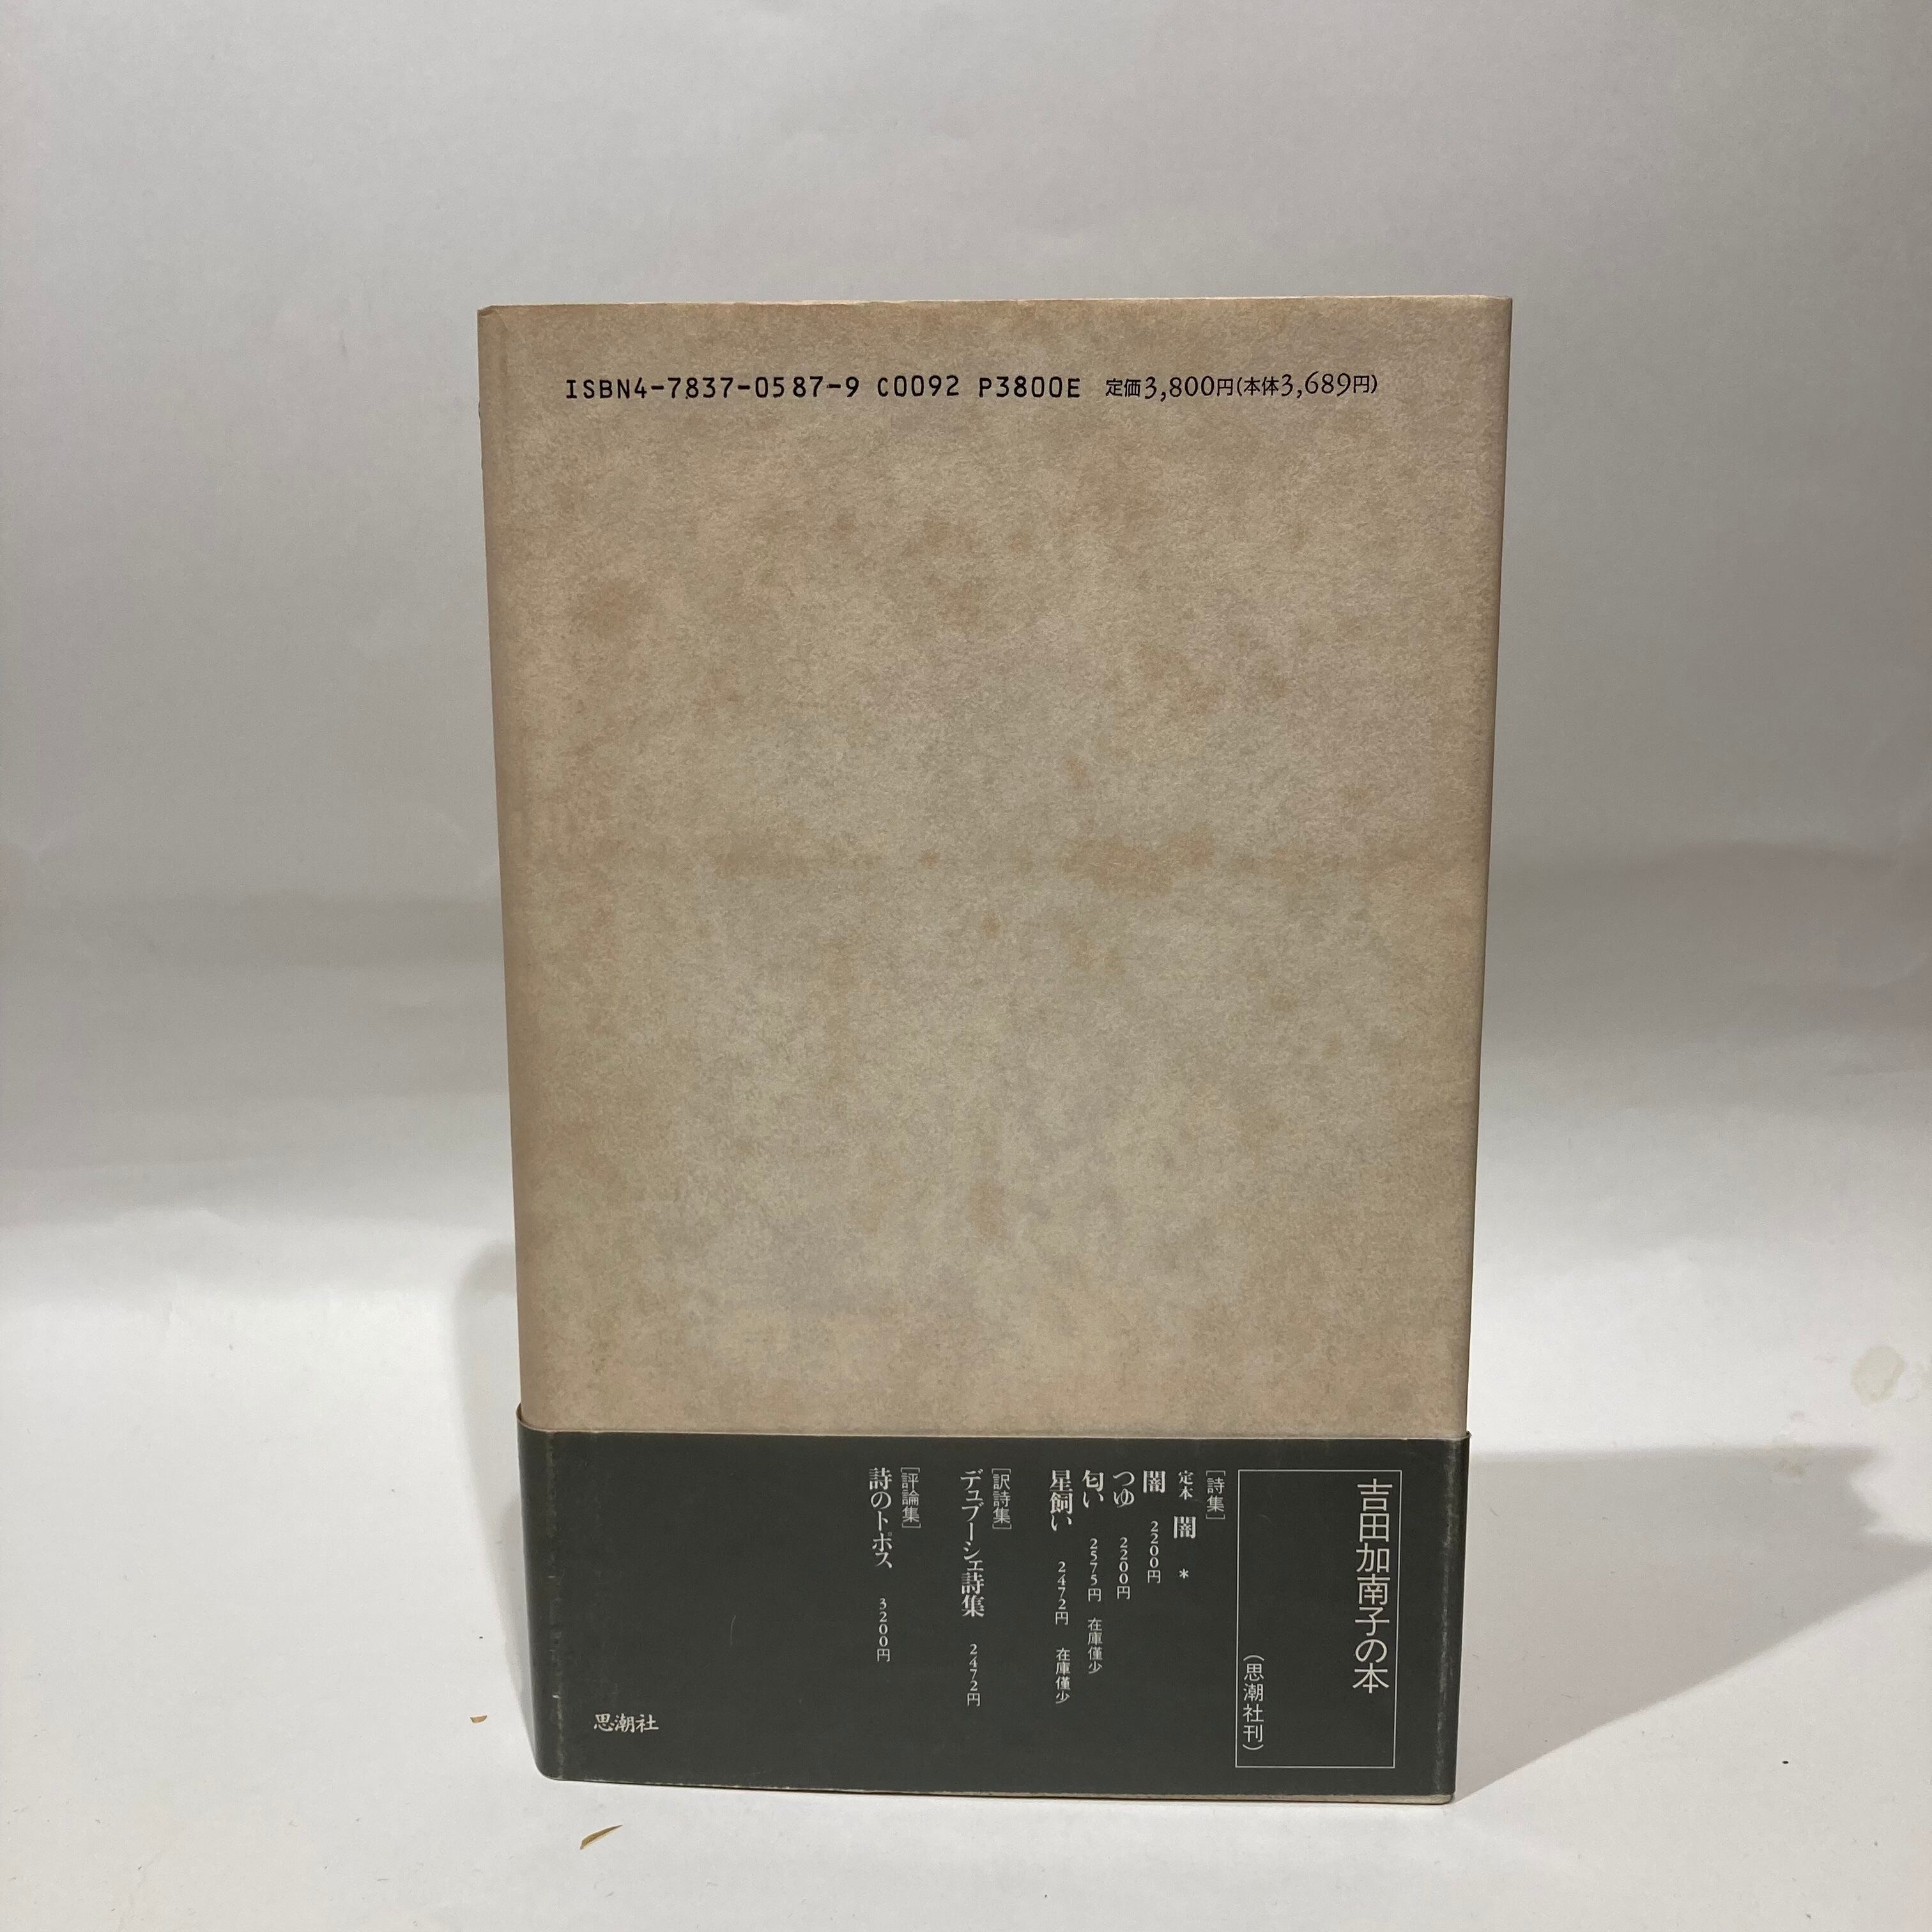 ISBN4-7837-0587-9 C0092 P3800E 定価3,800円(本体3,689円)
吉田加南子の本
(思潮社刊)
[詩集]
定本 闇 *
闇 2200円
つゆ 2200円
匂い 2575円 在庫僅少
星飼い 2472円 在庫僅少
[訳詩集]
デュブーシェ詩集 2472円
[評論集]
詩のトポス 3200円
思潮社